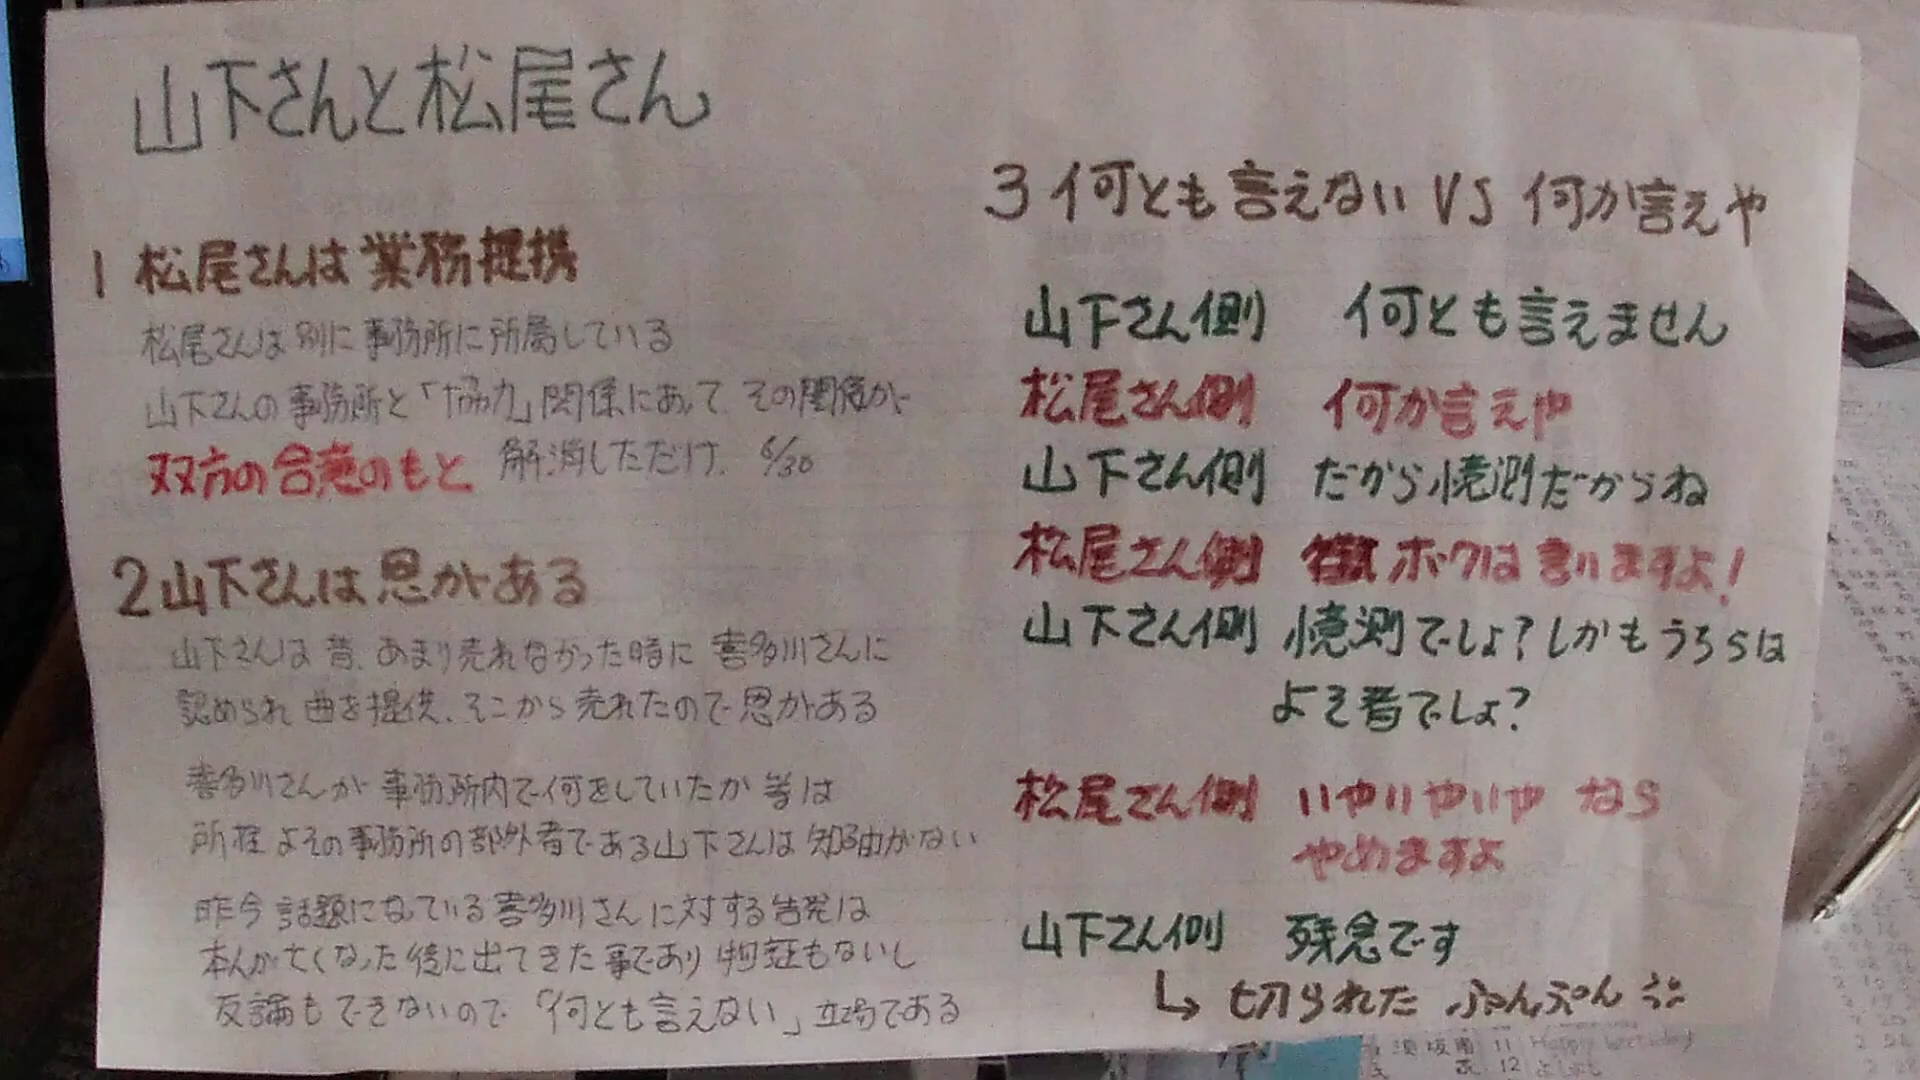 山下さんと松尾さん
1 松尾さんは業務提携
松尾さんは別に事務所に所属している
山下さんの事務所と「協力」関係にあって その関係が
双方の合意のもと 解消しただけ. 6/30
2 山下さんは恩がある
山下さんは昔、あまり売れなかった時に 喜多川さんに
認められ 曲を提供、そこから売れたので恩がある
喜多川さんが 事務所内で何をしていたか 等は
所在 よその事務所の部外者である山下さんは 知る由がない
昨今 話題になっている喜多川さんに対する告発は
本人が亡くなった後に出てきた事であり 物証もないし
反論もできないので「何とも言えない」立場である
3 何とも言えない VS 何か言えや
山下さん側 何とも言えません
松尾さん側 何か言えや
山下さん側 だから憶測だからね
松尾さん側 ボクは言いますよ!
山下さん側 憶測でしょ?しかもうちらは
よそ者でしょ?
松尾さん側 いやいやいや なら
やめますよ
山下さん側 残念です
↳ 切られた ぷんぷん
11 Happy birthday
12